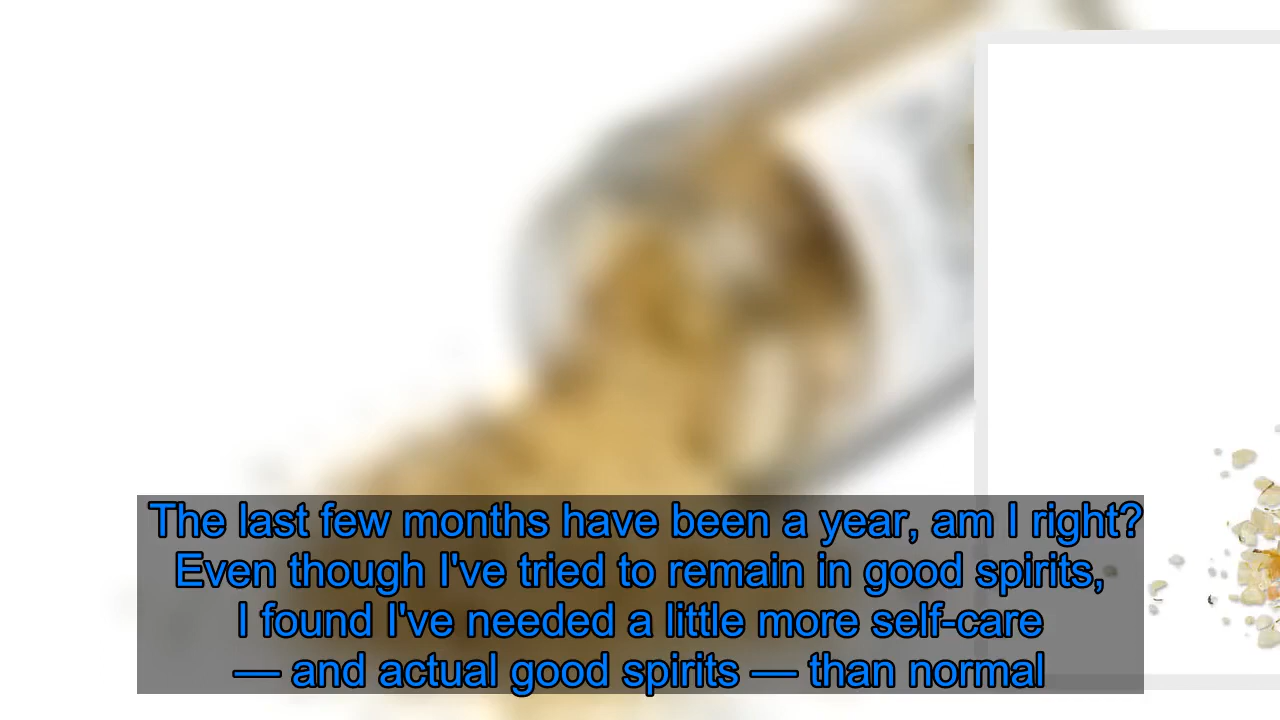 The last few months have been a year, am I right?
Even though I've tried to remain in good spirits,
I found I've needed a little more self-care
— and actual good spirits — than normal